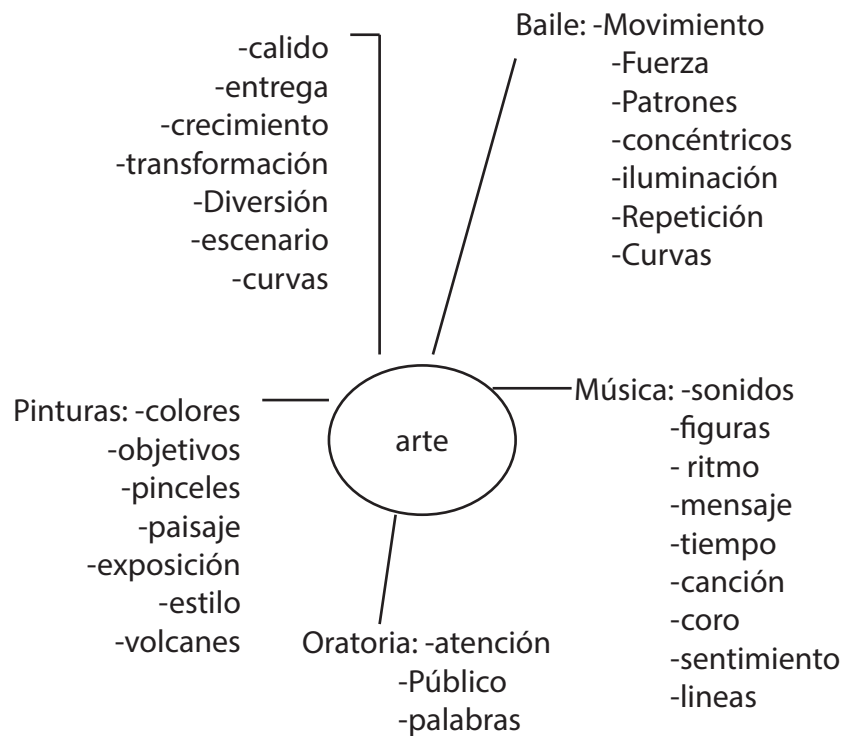 -calido
-entrega
-crecimiento
-transformación
-Diversión
-escenario
-curvas
Baile: -Movimiento
-Fuerza
-Patrones
-concéntricos
-iluminación
-Repetición
-Curvas
Pinturas: -colores
-objetivos
-pinceles
-paisaje
-exposición
-estilo
-volcanes
arte
Música: -sonidos
-figuras
- ritmo
-mensaje
-tiempo
-canción
-coro
-sentimiento
-lineas
Oratoria: -atención
-Público
-palabras